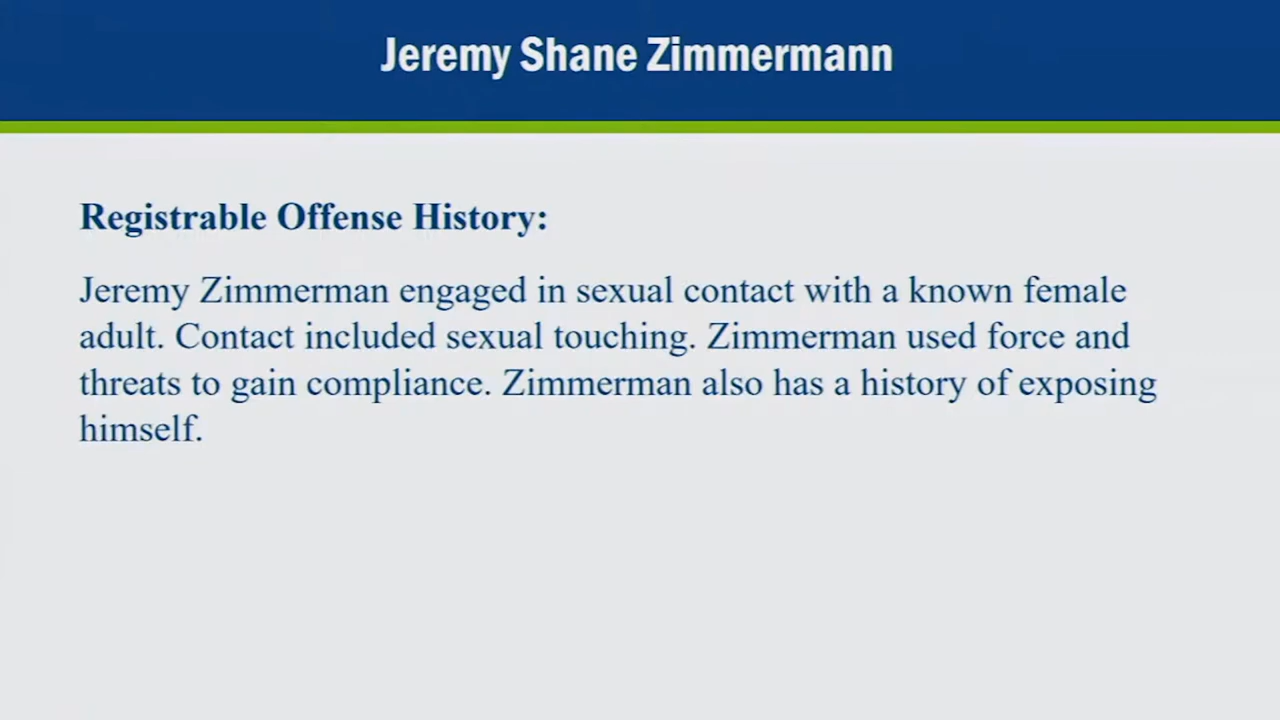 Jeremy Shane Zimmermann
Registrable Offense History:
Jeremy Zimmerman engaged in sexual contact with a known female
adult. Contact included sexual touching. Zimmerman used force and
threats to gain compliance. Zimmerman also has a history of exposing
himself.